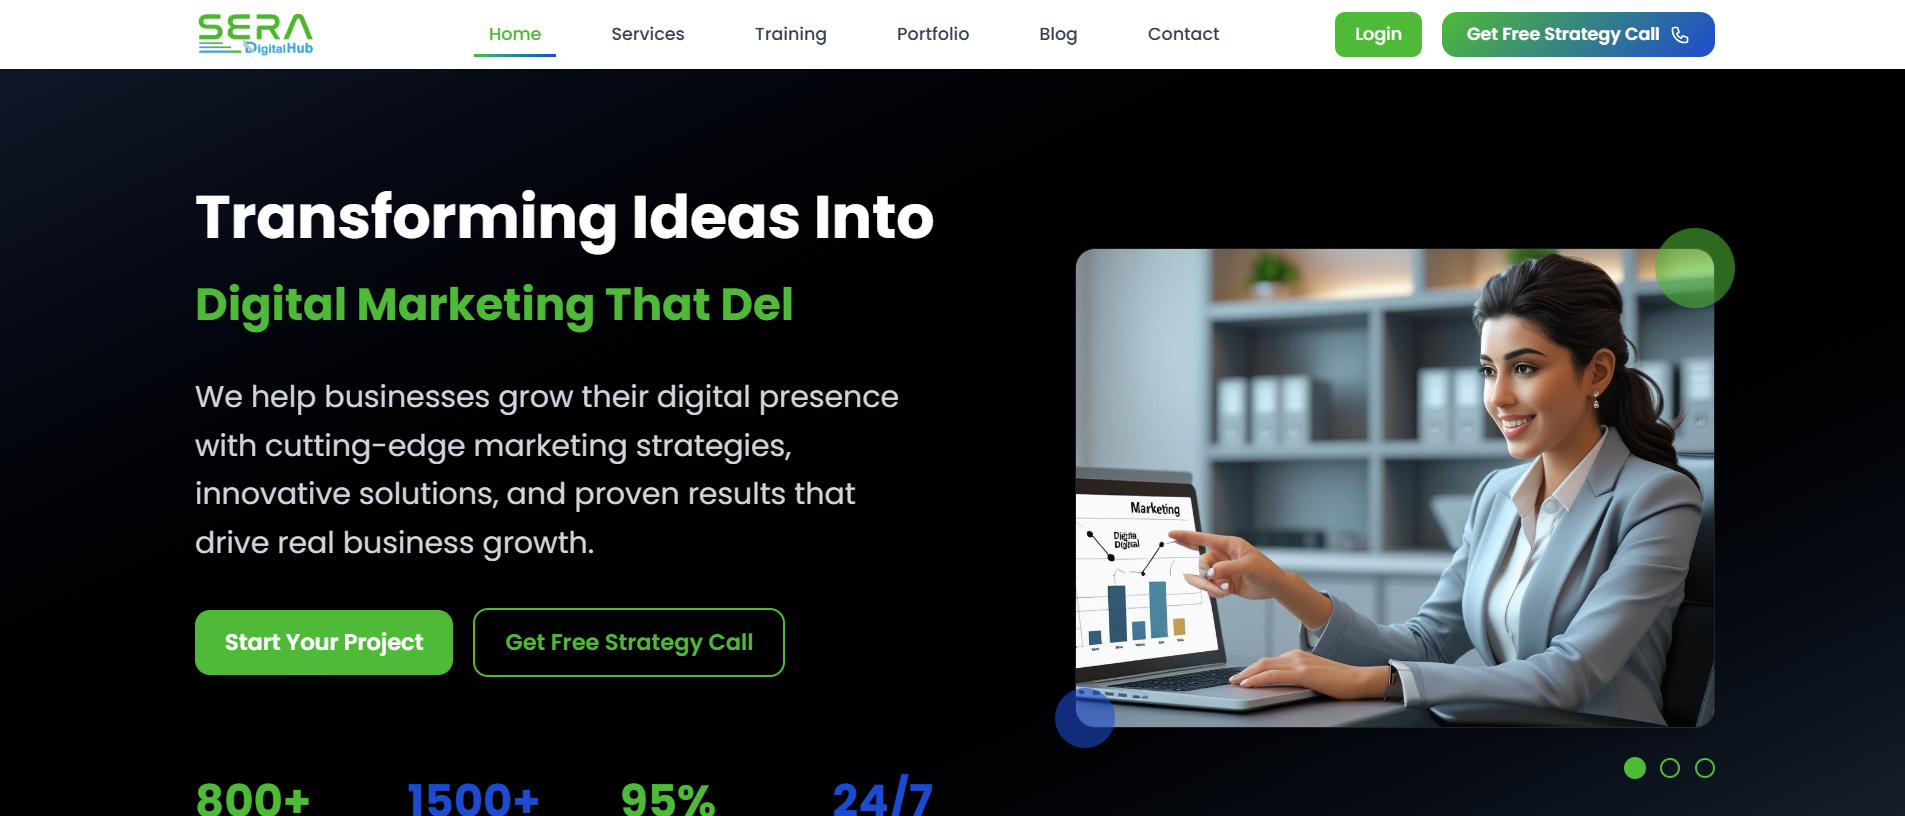 SERA
DigitalHub
Home
Services
Training
Portfolio
Blog
Contact
Login
Get Free Strategy Call
Transforming Ideas Into
Digital Marketing That Del
We help businesses grow their digital presence
with cutting-edge marketing strategies,
innovative solutions, and proven results that
drive real business growth.
Start Your Project
Get Free Strategy Call
Marketing
800+
1500+
95%
24/7